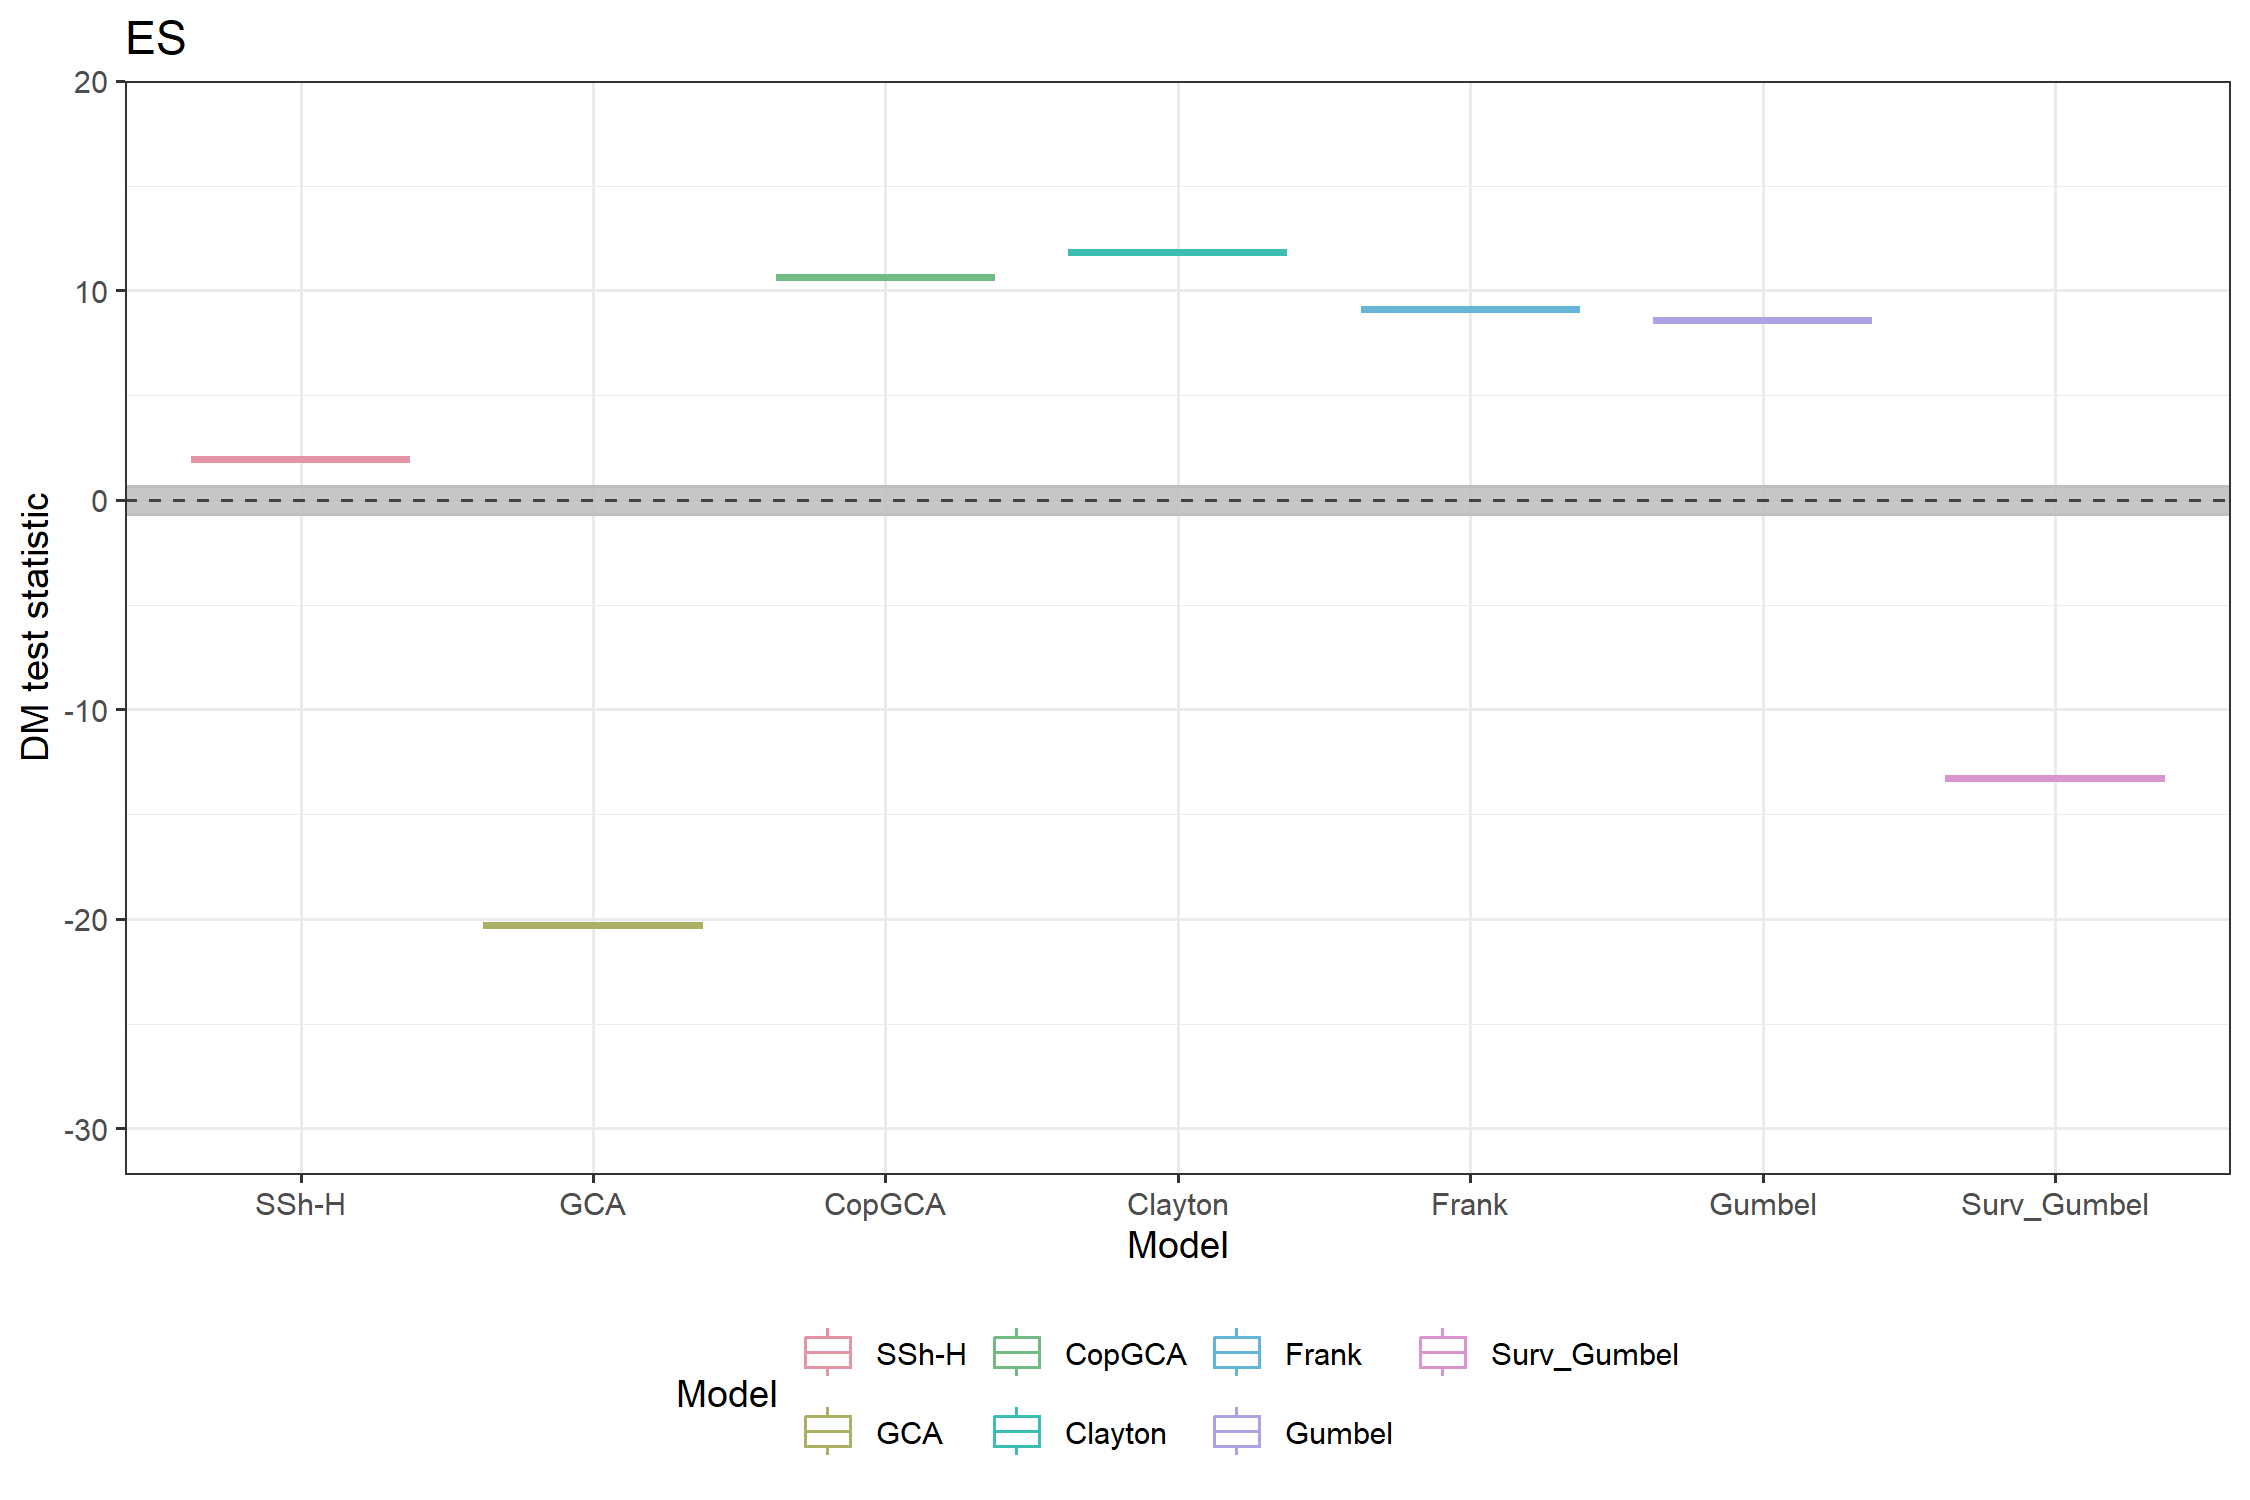 ES
20
10
0
-10
-20
-30
DM test statistic
SSh-H GCA CopGCA Clayton Frank Gumbel Surv_Gumbel
Model
Model
SSh-H CopGCA Frank Surv_Gumbel
GCA Clayton Gumbel